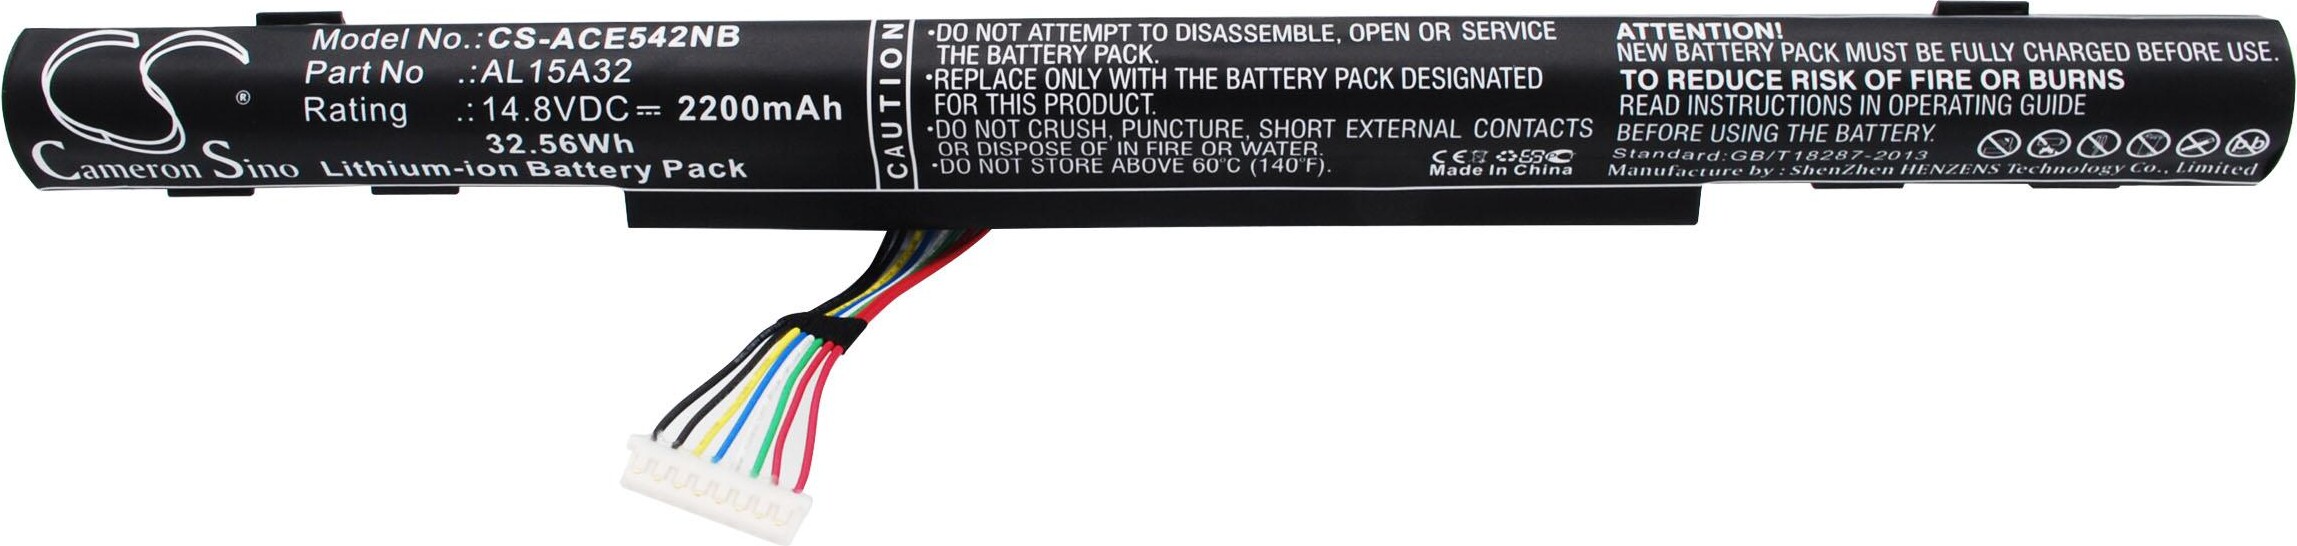 CS
®
Cameron Sino
Model No.:CS-ACE542NB
Part No .:AL15A32
Rating .:14.8VDC⎓ 2200mAh
32.56Wh
Lithium-ion Battery Pack
CAUTION
•DO NOT ATTEMPT TO DISASSEMBLE, OPEN OR SERVICE
THE BATTERY PACK.
•REPLACE ONLY WITH THE BATTERY PACK DESIGNATED
FOR THIS PRODUCT.
•DO NOT CRUSH, PUNCTURE, SHORT EXTERNAL CONTACTS
OR DISPOSE OF IN FIRE OR WATER.
•DO NOT STORE ABOVE 60°C (140°F).
CE
Made In China
ATTENTION!
NEW BATTERY PACK MUST BE FULLY CHARGED BEFORE USE.
TO REDUCE RISK OF FIRE OR BURNS
READ INSTRUCTIONS IN OPERATING GUIDE
BEFORE USING THE BATTERY.
Standard:GB/T18287-2013
Pb
Manufacture by : ShenZhen HENZENS Technology Co., Limited